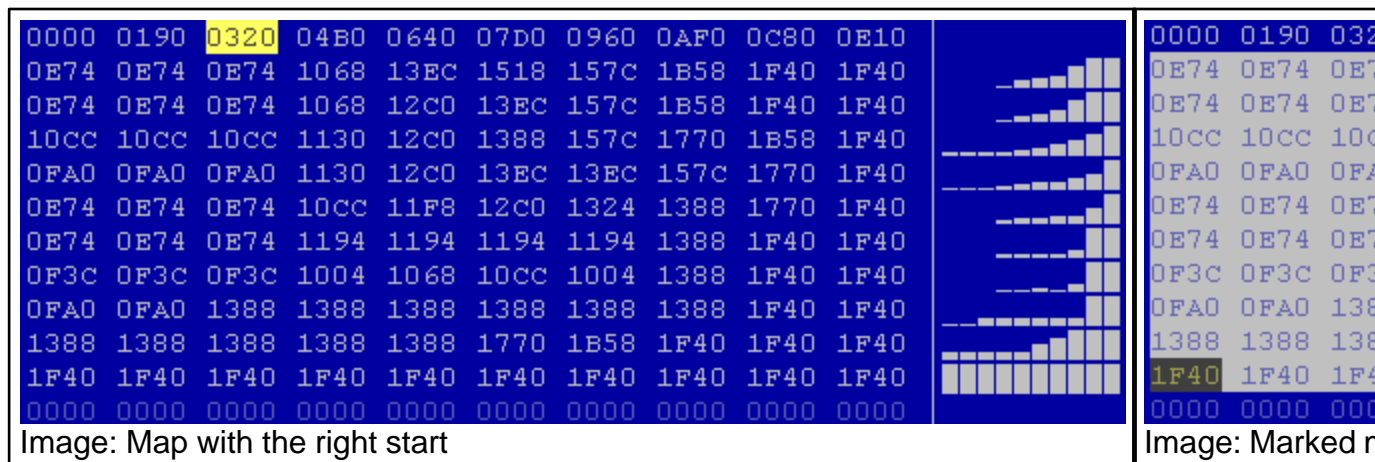 0000 0190 0320 04B0 0640 07D0 0960 0AF0 0C80 0E10
0E74 0E74 0E74 1068 13EC 1518 157C 1B58 1F40 1F40
0E74 0E74 0E74 1068 12C0 13EC 157C 1B58 1F40 1F40
10CC 10CC 10CC 1130 12C0 1388 157C 1770 1B58 1F40
0FA0 0FA0 0FA0 1130 12C0 13EC 13EC 157C 1770 1F40
0E74 0E74 0E74 10CC 11F8 12C0 1324 1388 1770 1F40
0E74 0E74 0E74 1194 1194 1194 1194 1388 1F40 1F40
0F3C 0F3C 0F3C 1004 1068 10CC 1004 1388 1F40 1F40
0FA0 0FA0 1388 1388 1388 1388 1388 1388 1F40 1F40
1388 1388 1388 1388 1388 1770 1B58 1F40 1F40 1F40
1F40 1F40 1F40 1F40 1F40 1F40 1F40 1F40 1F40 1F40
0000 0000 0000 0000 0000 0000 0000 0000 0000 0000
Image: Map with the right start
0000 0190
0E74 0E74
0E74 0E74
10CC 10CC
0FA0 0FA0
0E74 0E74
0E74 0E74
0F3C 0F3C
0FA0 0FA0
1388 1388
1F40 1F40
0000 0000
Image: Marked